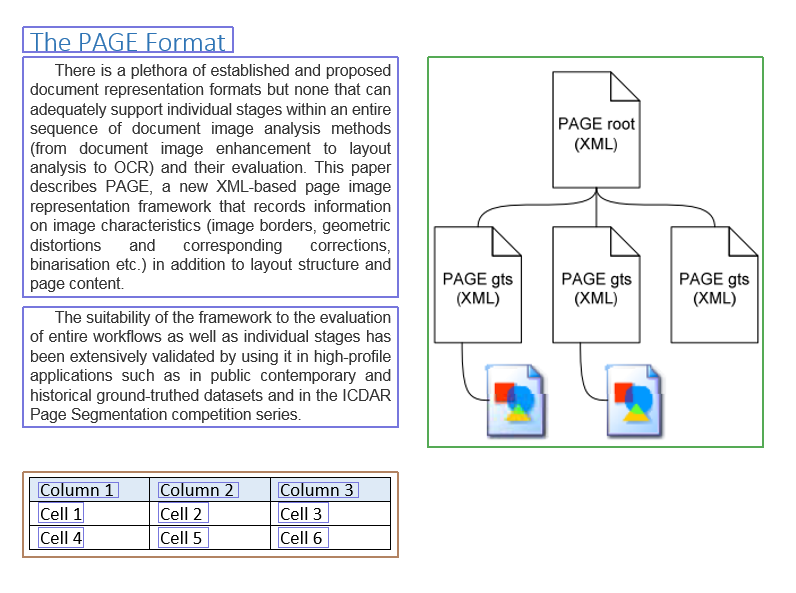 The PAGE Format
There is a plethora of established and proposed
document representation formats but none that can
adequately support individual stages within an entire
sequence of document image analysis methods
(from document image enhancement to layout
analysis to OCR) and their evaluation. This paper
describes PAGE, a new XML-based page image
representation framework that records information
on image characteristics (image borders, geometric
distortions and corresponding corrections,
binarisation etc.) in addition to layout structure and
page content.
The suitability of the framework to the evaluation
of entire workflows as well as individual stages has
been extensively validated by using it in high-profile
applications such as in public contemporary and
historical ground-truthed datasets and in the ICDAR
Page Segmentation competition series.
Column 1 Column 2 Column 3
Cell 1 Cell 2 Cell 3
Cell 4 Cell 5 Cell 6
PAGE root
(XML)
PAGE gts
(XML)
PAGE gts
(XML)
PAGE gts
(XML)